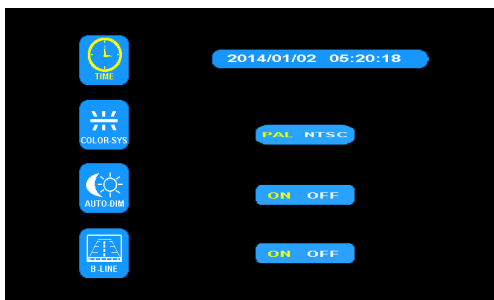 2014/01/02 05:20:18
TIME
PAL NTSC
COLOR-SYS
ON OFF
AUTO-DIM
ON OFF
B-LINE